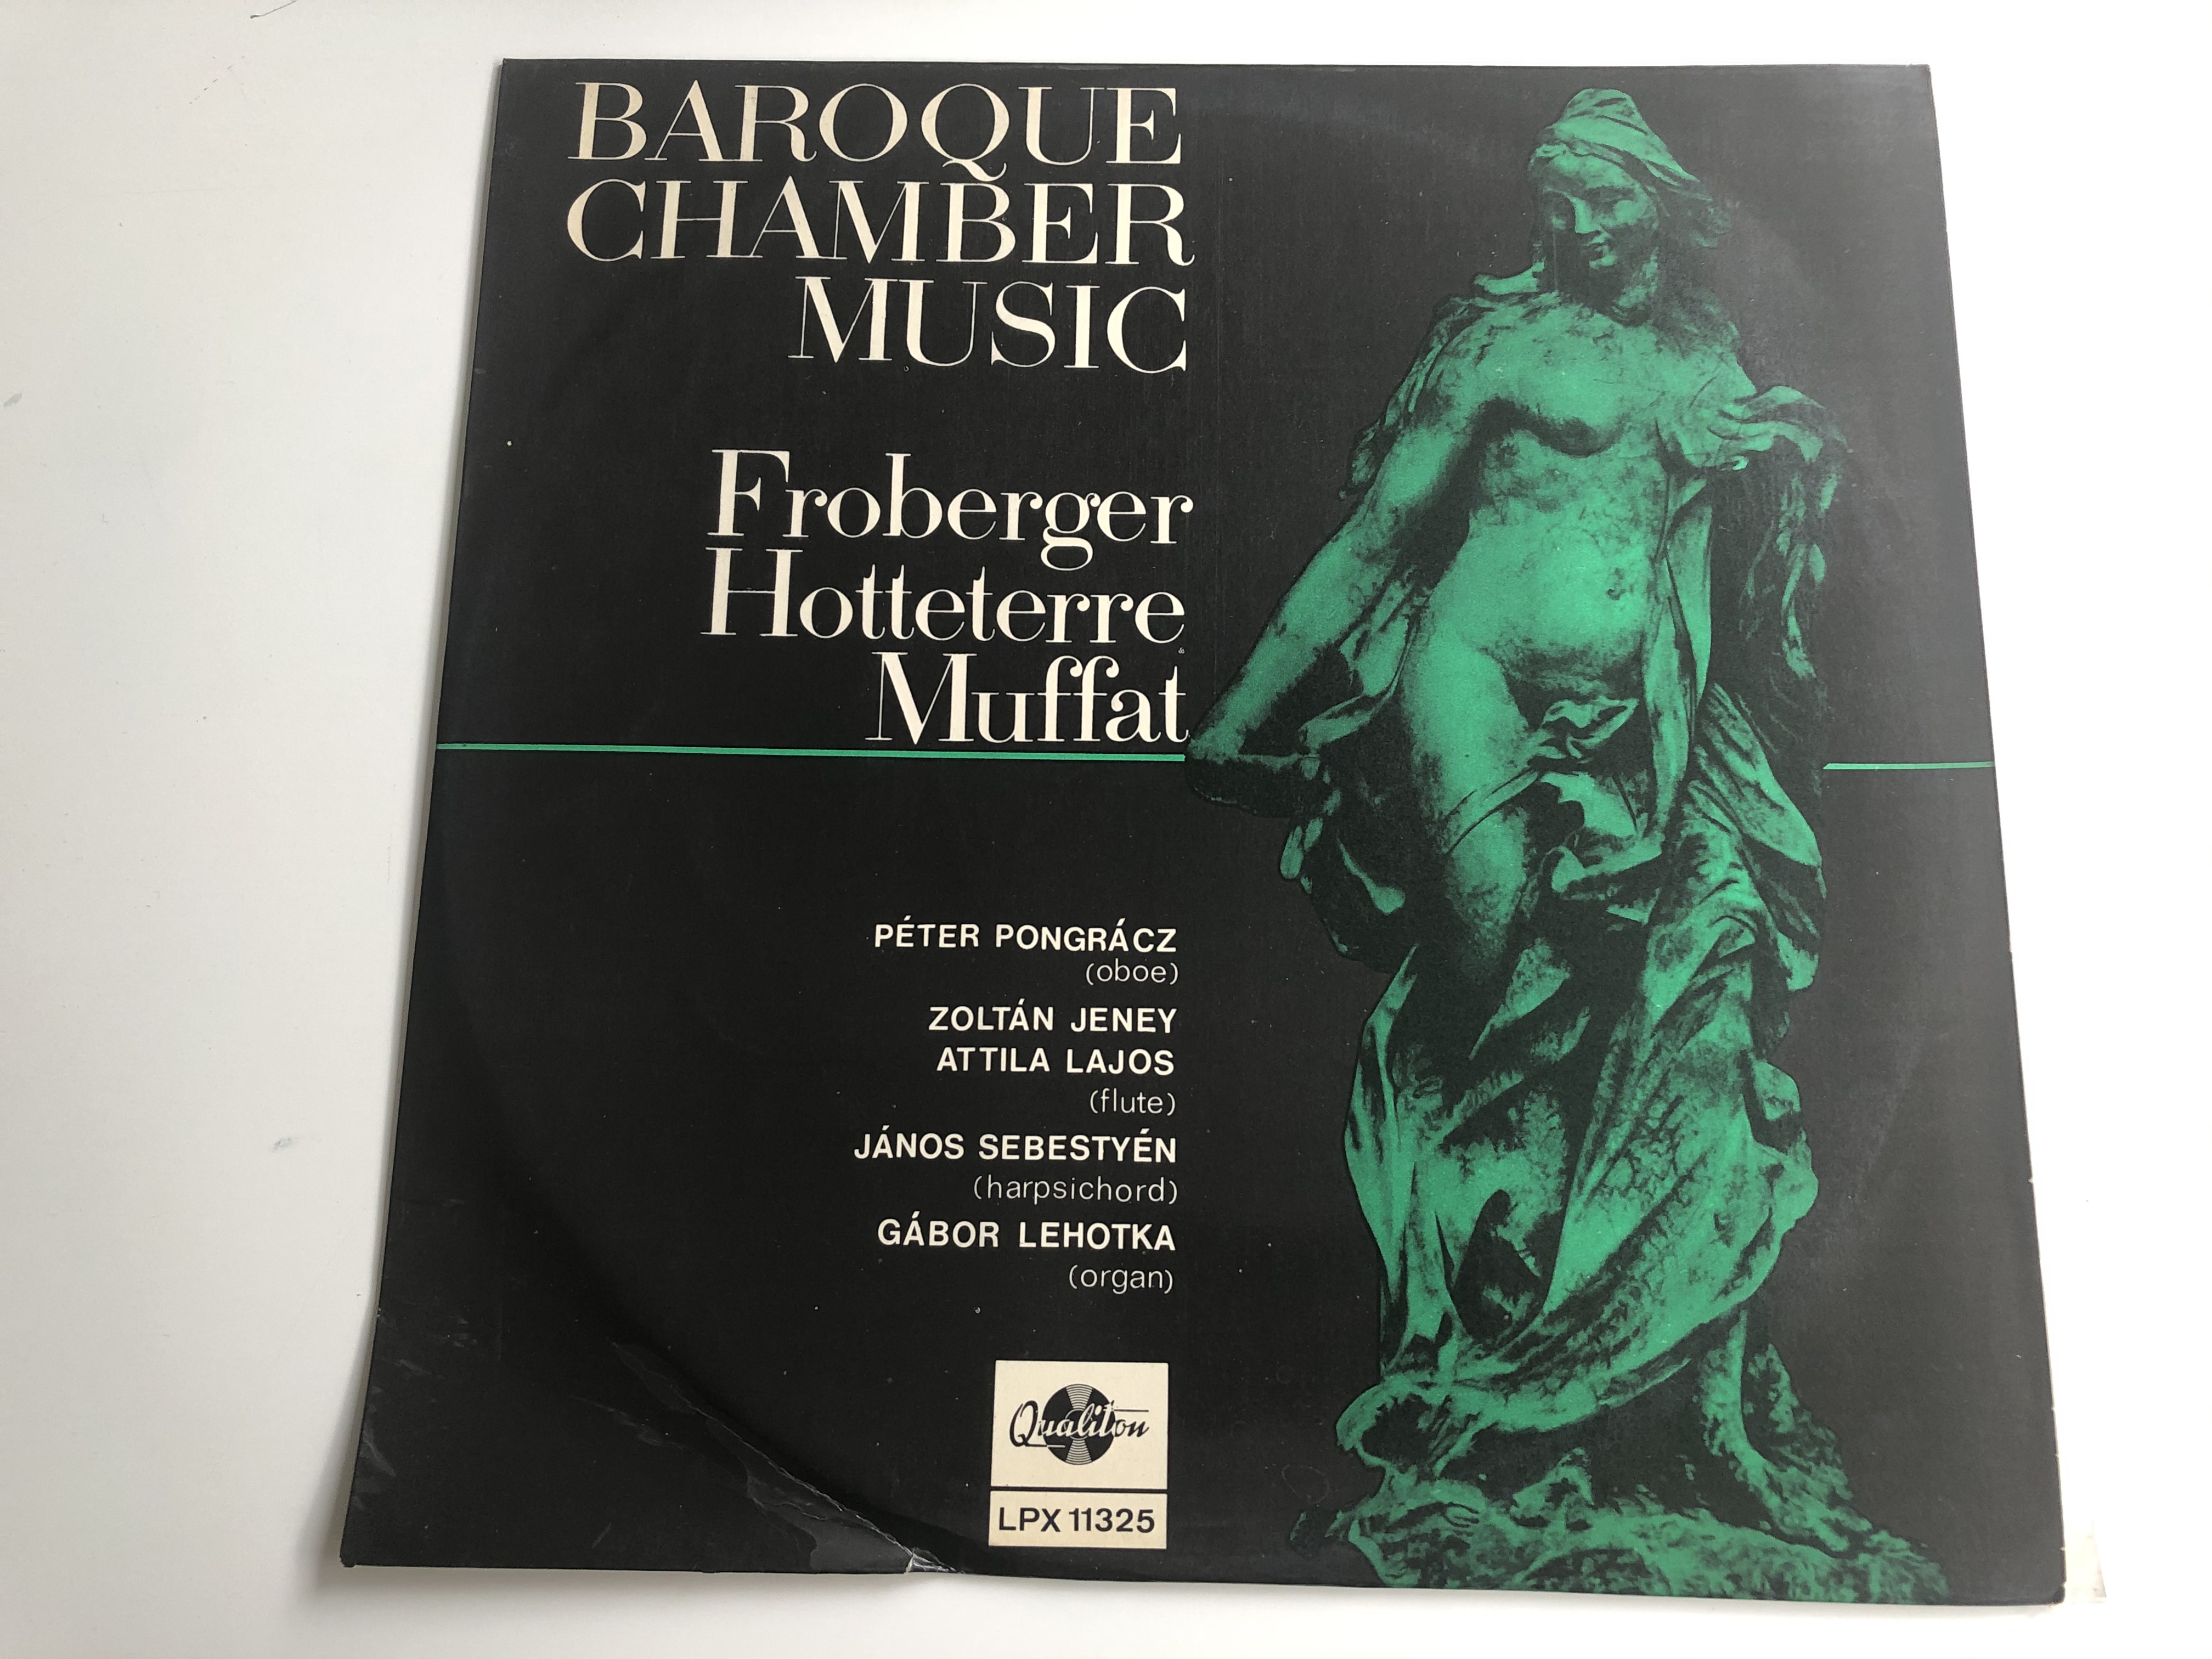 BAROQUE
CHAMBER
MUSIC
Froberger
Hotteterre
Muffat
PÉTER PONGRÁCZ
(oboe)
ZOLTÁN JENEY
ATTILA LAJOS
(flute)
JÁNOS SEBESTYÉN
(harpsichord)
GÁBOR LEHOTKA
(organ)
Qualiton
LPX 11325